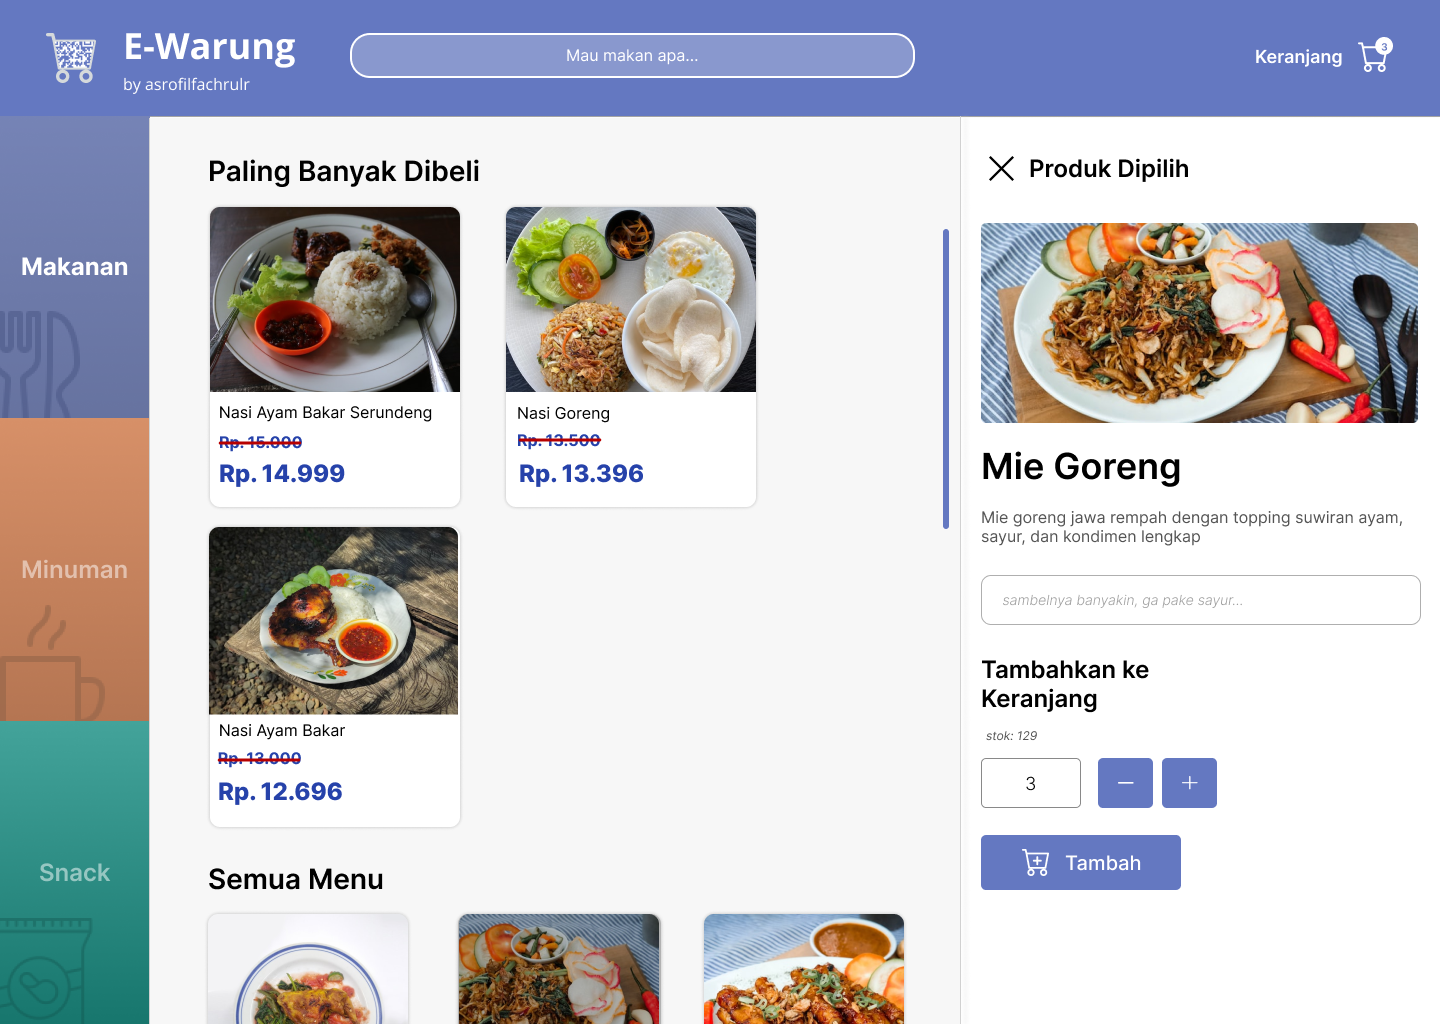 E-Warung
by asrofilfachrulr
Mau makan apa...
Keranjang
3
Makanan
Minuman
Snack
Paling Banyak Dibeli
Nasi Ayam Bakar Serundeng
Rp. 15.000
Rp. 14.999
Nasi Goreng
Rp. 13.500
Rp. 13.396
Nasi Ayam Bakar
Rp. 13.000
Rp. 12.696
Semua Menu
Produk Dipilih
Mie Goreng
Mie goreng jawa rempah dengan topping suwiran ayam,
sayur, dan kondimen lengkap
sambelnya banyakin, ga pake sayur...
Tambahkan ke
Keranjang
stok: 129
3
Tambah